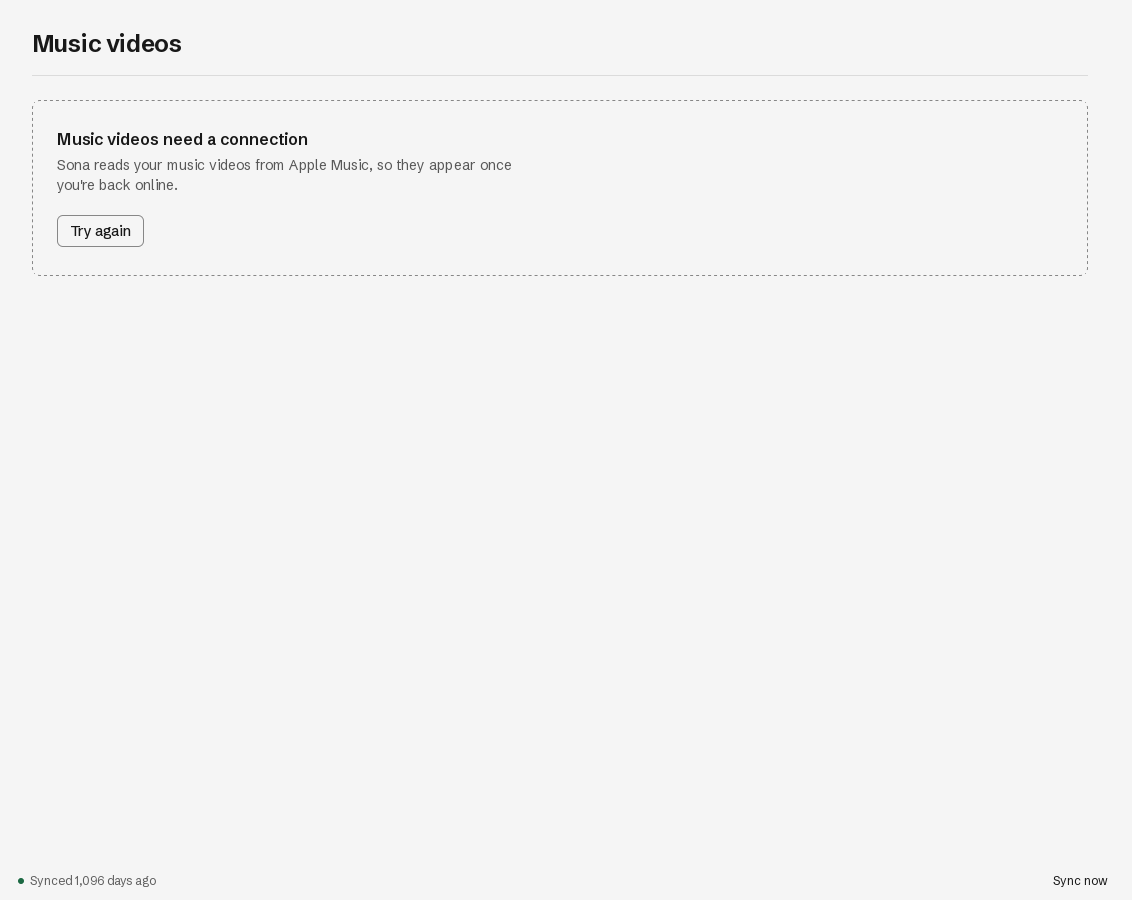 Music videos
Music videos need a connection
Sona reads your music videos from Apple Music, so they appear once
you're back online.
Try again
Synced 1,096 days ago
Sync now